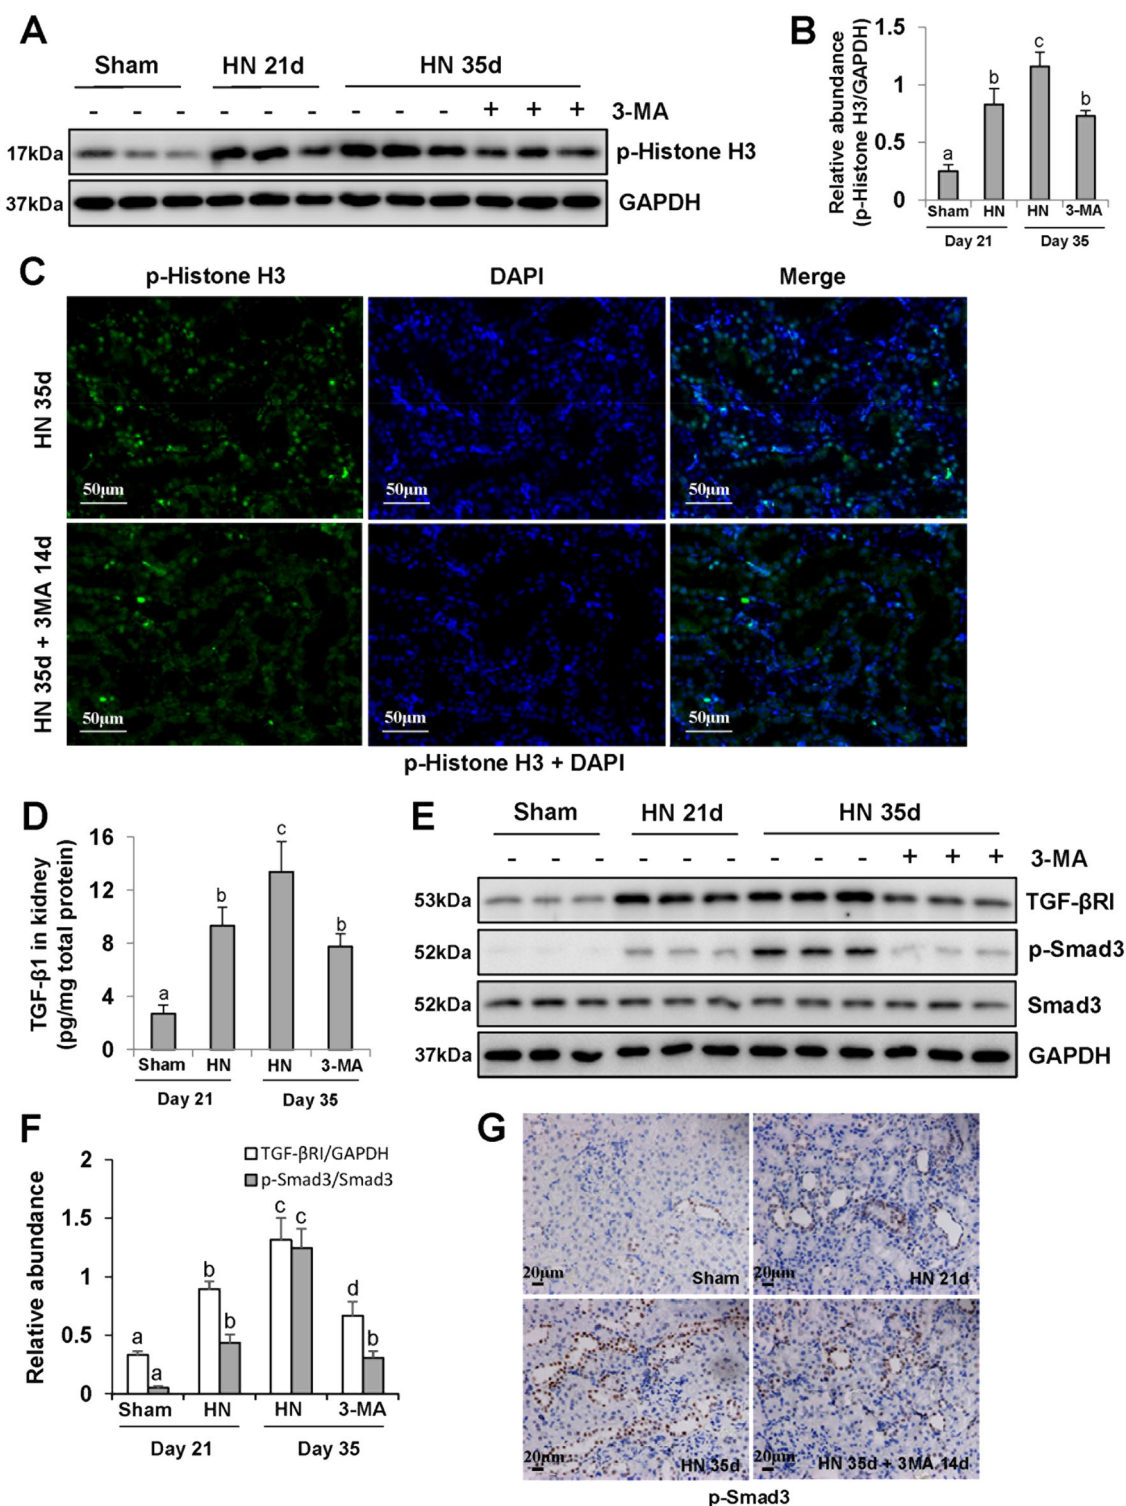 A
Sham HN 21d HN 35d
- - - - - - - - - + + + 3-MA
17kDa p-Histone H3
37kDa GAPDH
B
Relative abundance
(p-Histone H3/GAPDH)
1.5
1
0.5
0
a b c b
Sham HN HN 3-MA
Day 21 Day 35
C
p-Histone H3 DAPI Merge
HN 35d
50μm 50μm 50μm
HN 35d + 3MA 14d
50μm 50μm 50μm
p-Histone H3 + DAPI
D
TGF-β1 in kidney
(pg/mg total protein)
16
12
8
4
0
a b c b
Sham HN HN 3-MA
Day 21 Day 35
E
Sham HN 21d HN 35d
- - - - - - - - - + + + 3-MA
53kDa TGF-βRI
52kDa p-Smad3
52kDa Smad3
37kDa GAPDH
F
Relative abundance
TGF-βRI/GAPDH
p-Smad3/Smad3
2
1.5
1
0.5
0
a a b b c c d b
Sham HN HN 3-MA
Day 21 Day 35
G
20μm Sham 20μm HN 21d
20μm HN 35d 20μm HN 35d + 3MA 14d
p-Smad3